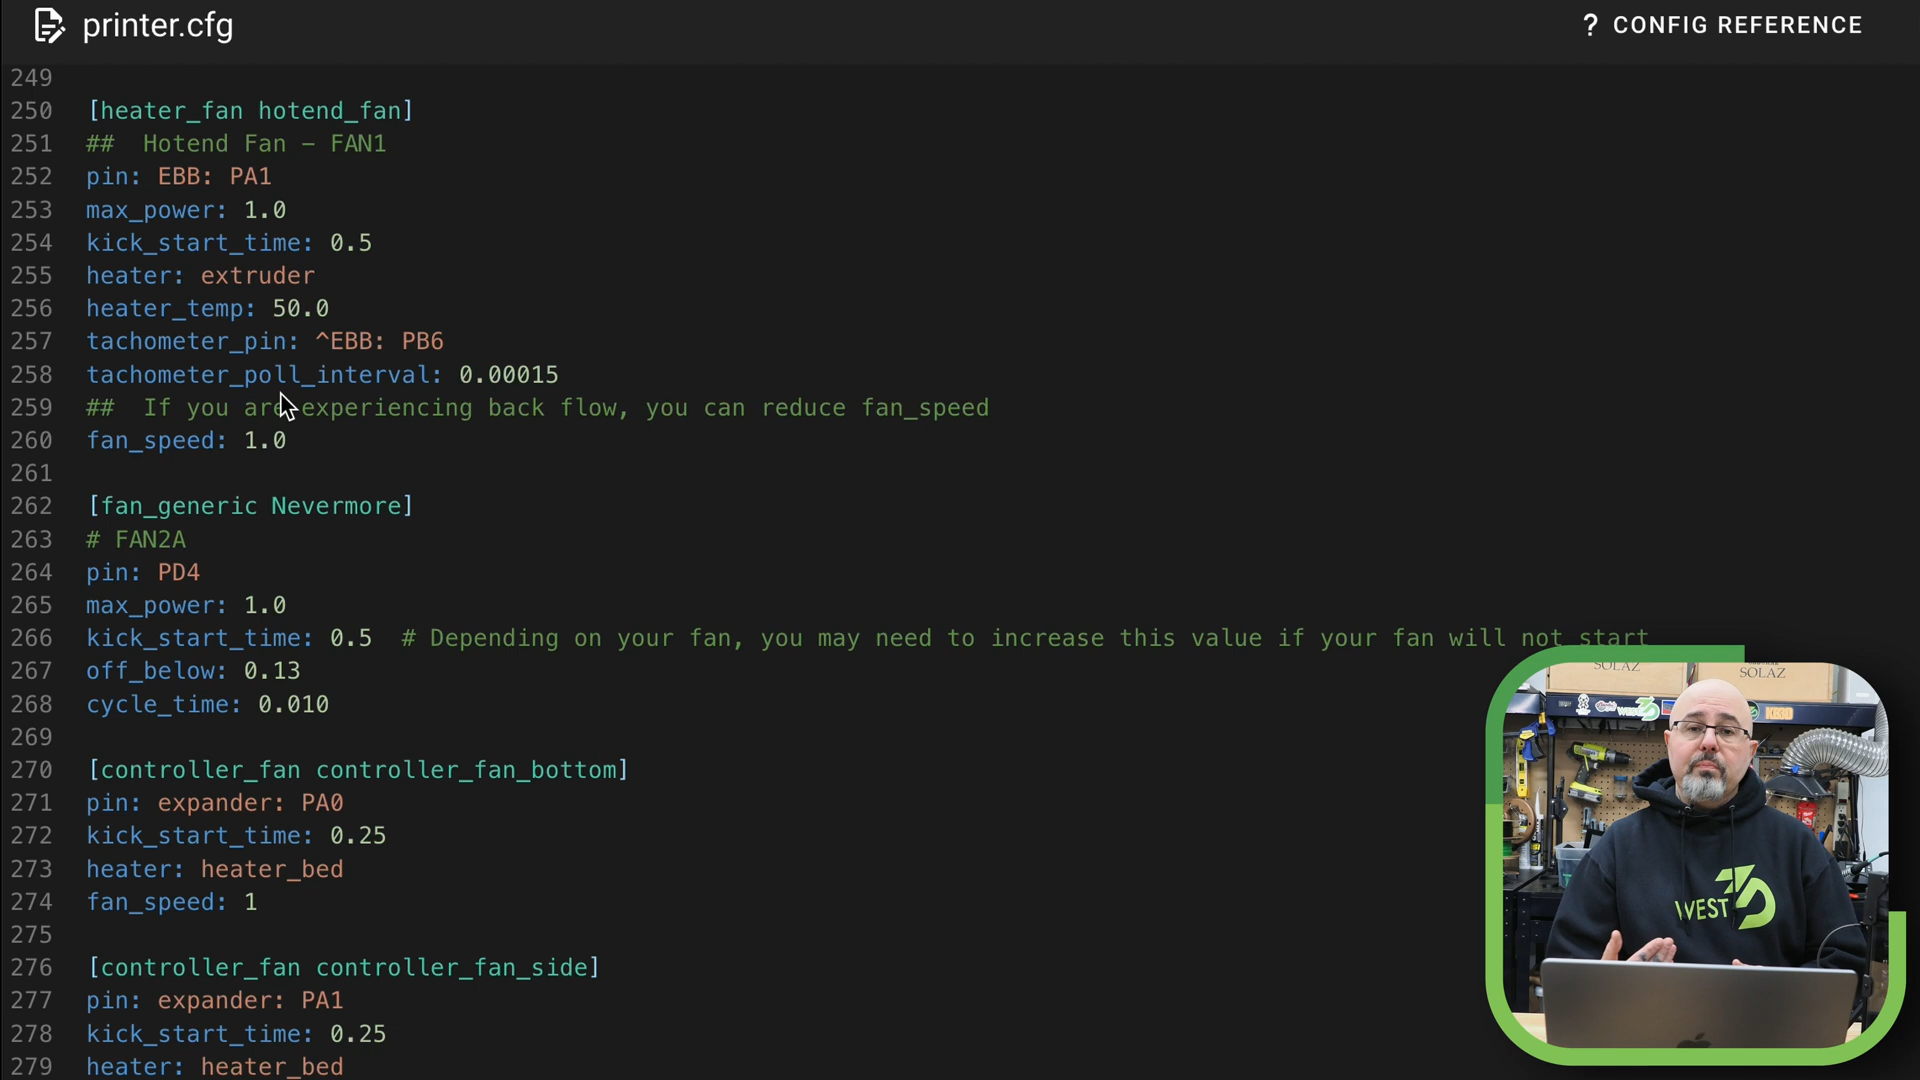 printer.cfg
? CONFIG REFERENCE
249
250 [heater_fan hotend_fan]
251 ##  Hotend Fan – FAN1
252 pin: EBB: PA1
253 max_power: 1.0
254 kick_start_time: 0.5
255 heater: extruder
256 heater_temp: 50.0
257 tachometer_pin: ^EBB: PB6
258 tachometer_poll_interval: 0.00015
259 ##  If you are experiencing back flow, you can reduce fan_speed
260 fan_speed: 1.0
261
262 [fan_generic Nevermore]
263 # FAN2A
264 pin: PD4
265 max_power: 1.0
266 kick_start_time: 0.5  # Depending on your fan, you may need to increase this value if your fan will not start
267 off_below: 0.13
268 cycle_time: 0.010
269
270 [controller_fan controller_fan_bottom]
271 pin: expander: PA0
272 kick_start_time: 0.25
273 heater: heater_bed
274 fan_speed: 1
275
276 [controller_fan controller_fan_side]
277 pin: expander: PA1
278 kick_start_time: 0.25
279 heater: heater_bed
SOLAZ
SOLAZ
WEST3D
KB3D
WEST3D